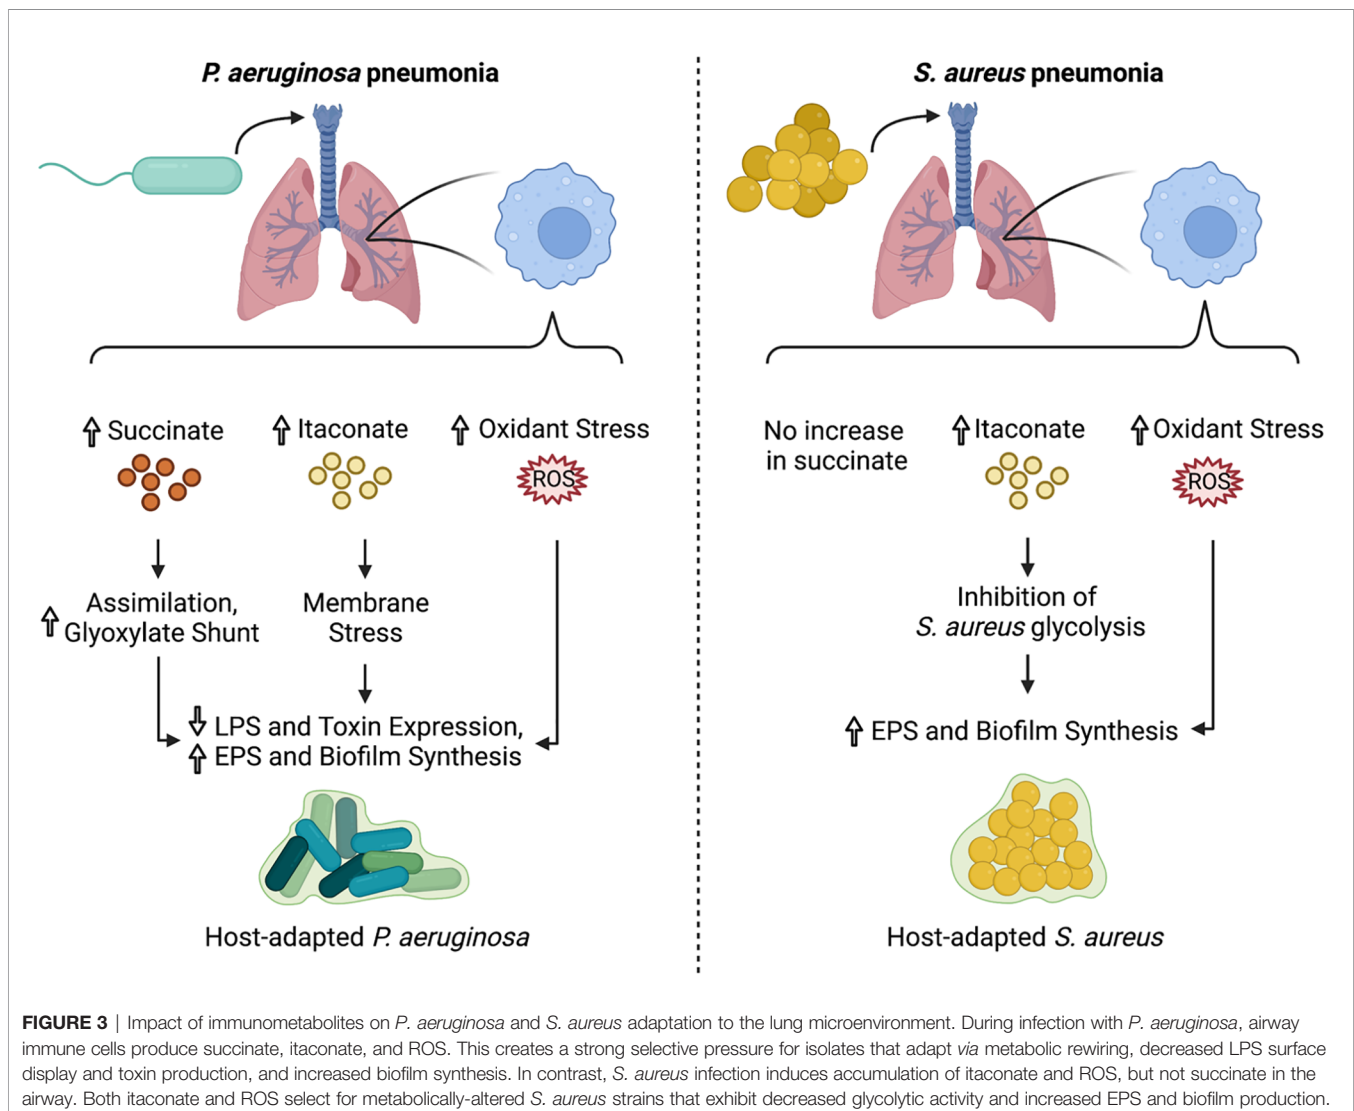 P. aeruginosa pneumonia
⇧ Succinate
⇧ Itaconate
⇧ Oxidant Stress
ROS
⇧ Assimilation,
Glyoxylate Shunt
Membrane
Stress
⇩ LPS and Toxin Expression,
⇧ EPS and Biofilm Synthesis
Host-adapted P. aeruginosa
S. aureus pneumonia
No increase
in succinate
⇧ Itaconate
⇧ Oxidant Stress
ROS
Inhibition of
S. aureus glycolysis
⇧ EPS and Biofilm Synthesis
Host-adapted S. aureus
FIGURE 3 | Impact of immunometabolites on P. aeruginosa and S. aureus adaptation to the lung microenvironment. During infection with P. aeruginosa, airway
immune cells produce succinate, itaconate, and ROS. This creates a strong selective pressure for isolates that adapt via metabolic rewiring, decreased LPS surface
display and toxin production, and increased biofilm synthesis. In contrast, S. aureus infection induces accumulation of itaconate and ROS, but not succinate in the
airway. Both itaconate and ROS select for metabolically-altered S. aureus strains that exhibit decreased glycolytic activity and increased EPS and biofilm production.